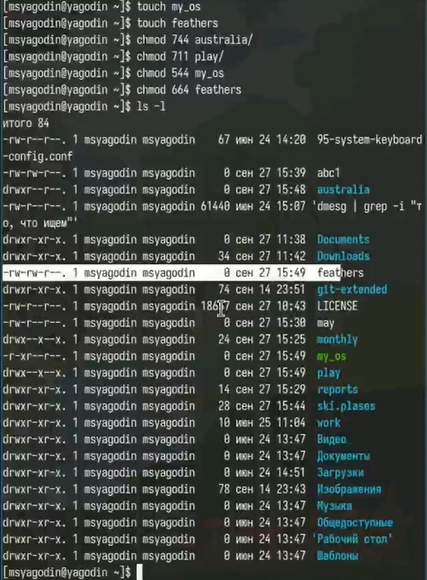 [msyagodin@yagodin ~]$ touch my_os
[msyagodin@yagodin ~]$ touch feathers
[msyagodin@yagodin ~]$ chmod 744 australia/
[msyagodin@yagodin ~]$ chmod 711 play/
[msyagodin@yagodin ~]$ chmod 544 my_os
[msyagodin@yagodin ~]$ chmod 664 feathers
[msyagodin@yagodin ~]$ ls -l
итого 84
-rw-r--r--. 1 msyagodin msyagodin 67 июн 24 14:20 95-system-keyboard
-config.conf
-rw-r--r--. 1 msyagodin msyagodin 0 сен 27 15:39 abc1
drwxr--r--. 1 msyagodin msyagodin 0 сен 27 15:48 australia
-rw-r--r--. 1 msyagodin msyagodin 61440 июн 24 15:07 'dmesg | grep -i "т
о, что ищем"'
drwxr-xr-x. 1 msyagodin msyagodin 0 сен 27 11:38 Documents
drwxr-xr-x. 1 msyagodin msyagodin 34 сен 27 11:42 Downloads
-rw-rw-r--. 1 msyagodin msyagodin 0 сен 27 15:49 feathers
drwxr-xr-x. 1 msyagodin msyagodin 74 сен 14 23:51 git-extended
-rw-r--r--. 1 msyagodin msyagodin сен 27 10:43 LICENSE
-rw-r--r--. 1 msyagodin msyagodin 0 сен 27 15:30 may
drwx--x--x. 1 msyagodin msyagodin 24 сен 27 15:25 monthly
-r-xr--r--. 1 msyagodin msyagodin 0 сен 27 15:49 my_os
drwx--x--x. 1 msyagodin msyagodin 0 сен 27 15:49 play
drwxr-xr-x. 1 msyagodin msyagodin 14 сен 27 15:29 reports
drwxr-xr-x. 1 msyagodin msyagodin 28 сен 27 15:44 ski.plases
drwxr-xr-x. 1 msyagodin msyagodin 10 июн 25 11:04 work
drwxr-xr-x. 1 msyagodin msyagodin 0 июн 24 13:47 Видео
drwxr-xr-x. 1 msyagodin msyagodin 0 июн 24 13:47 Документы
drwxr-xr-x. 1 msyagodin msyagodin 0 июн 24 14:51 Загрузки
drwxr-xr-x. 1 msyagodin msyagodin 78 сен 14 23:43 Изображения
drwxr-xr-x. 1 msyagodin msyagodin 0 июн 24 13:47 Музыка
drwxr-xr-x. 1 msyagodin msyagodin 0 июн 24 13:47 Общедоступные
drwxr-xr-x. 1 msyagodin msyagodin 0 июн 24 13:47 'Рабочий стол'
drwxr-xr-x. 1 msyagodin msyagodin 0 июн 24 13:47 Шаблоны
[msyagodin@yagodin ~]$